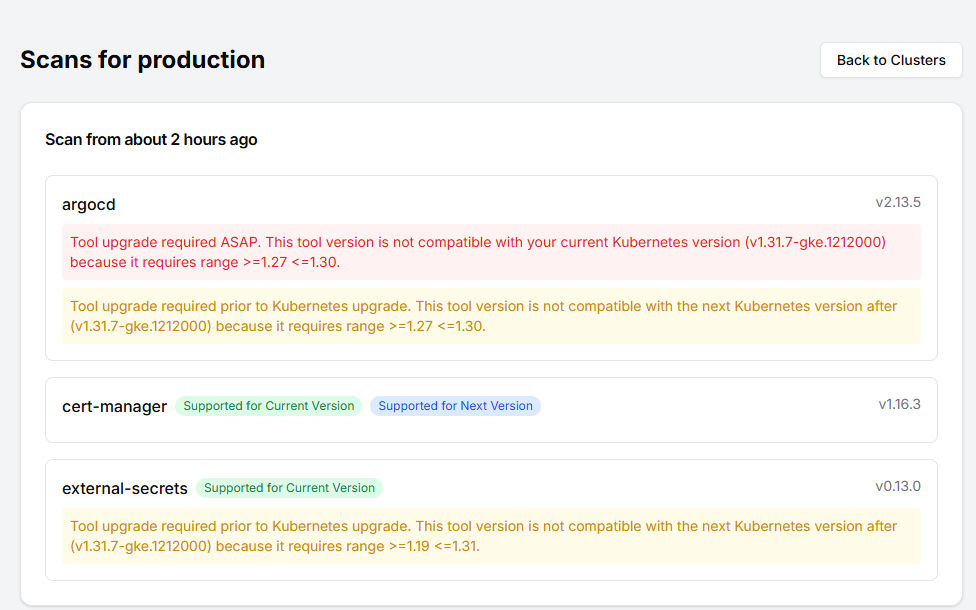 Scans for production
Back to Clusters
Scan from about 2 hours ago
argocd
v2.13.5
Tool upgrade required ASAP. This tool version is not compatible with your current Kubernetes version (v1.31.7-gke.1212000)
because it requires range >=1.27 <=1.30.
Tool upgrade required prior to Kubernetes upgrade. This tool version is not compatible with the next Kubernetes version after
(v1.31.7-gke.1212000) because it requires range >=1.27 <=1.30.
cert-manager
Supported for Current Version
Supported for Next Version
v1.16.3
external-secrets
Supported for Current Version
v0.13.0
Tool upgrade required prior to Kubernetes upgrade. This tool version is not compatible with the next Kubernetes version after
(v1.31.7-gke.1212000) because it requires range >=1.19 <=1.31.